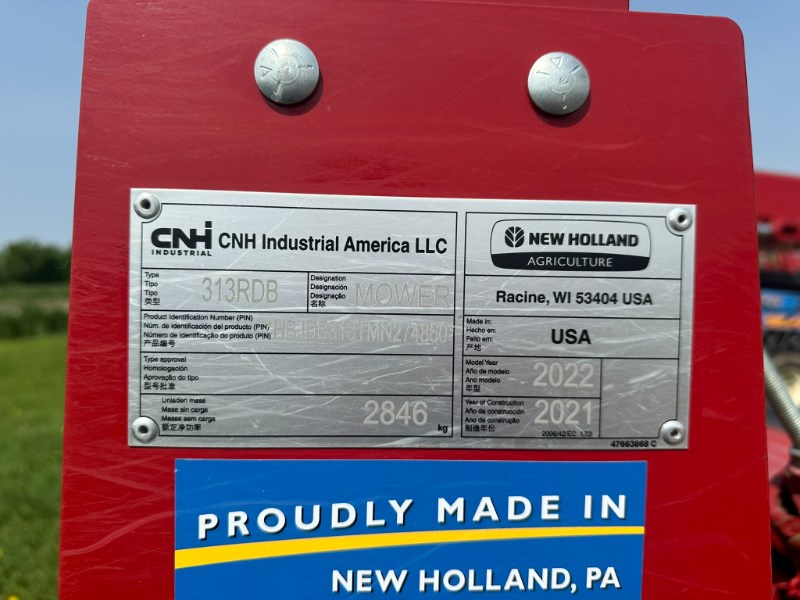 CNH INDUSTRIAL CNH Industrial America LLC
Type
Tipo
Tipo
类型
313RDB
Designation
Designación
Designação
名称
MOWER
Product Identification Number (PIN)
Núm. de identificación del producto (PIN)
Número de identificação do produto (PIN)
产品编号
Type approval
Homologación
Aprovação do tipo
型号批准
Unladen mass
Masa sin carga
Massa sem carga
额定净功率
2846 kg
NEW HOLLAND
AGRICULTURE
Racine, WI 53404 USA
Made in:
Hecho en:
Feito em:
产地
USA
Model Year
Año de modelo
Ano modelo
年型
2022
Year of Construction
Año de construcción
Ano de construção
制造年份
2021
2006/42/EC 1.7.3
47663868 C
PROUDLY MADE IN
NEW HOLLAND, PA